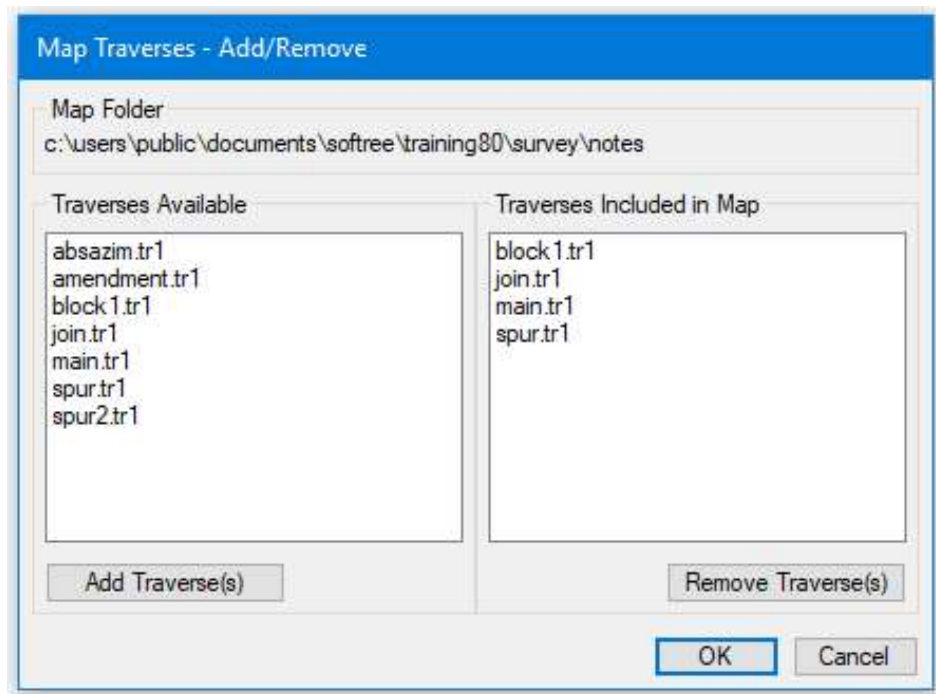 Map Traverses - Add/Remove
Map Folder
c:\users\public\documents\softree\training80\survey\notes
Traverses Available
absazim.tr1
amendment.tr1
block1.tr1
join.tr1
main.tr1
spur.tr1
spur2.tr1
Add Traverse(s)
Traverses Included in Map
block1.tr1
join.tr1
main.tr1
spur.tr1
Remove Traverse(s)
OK
Cancel